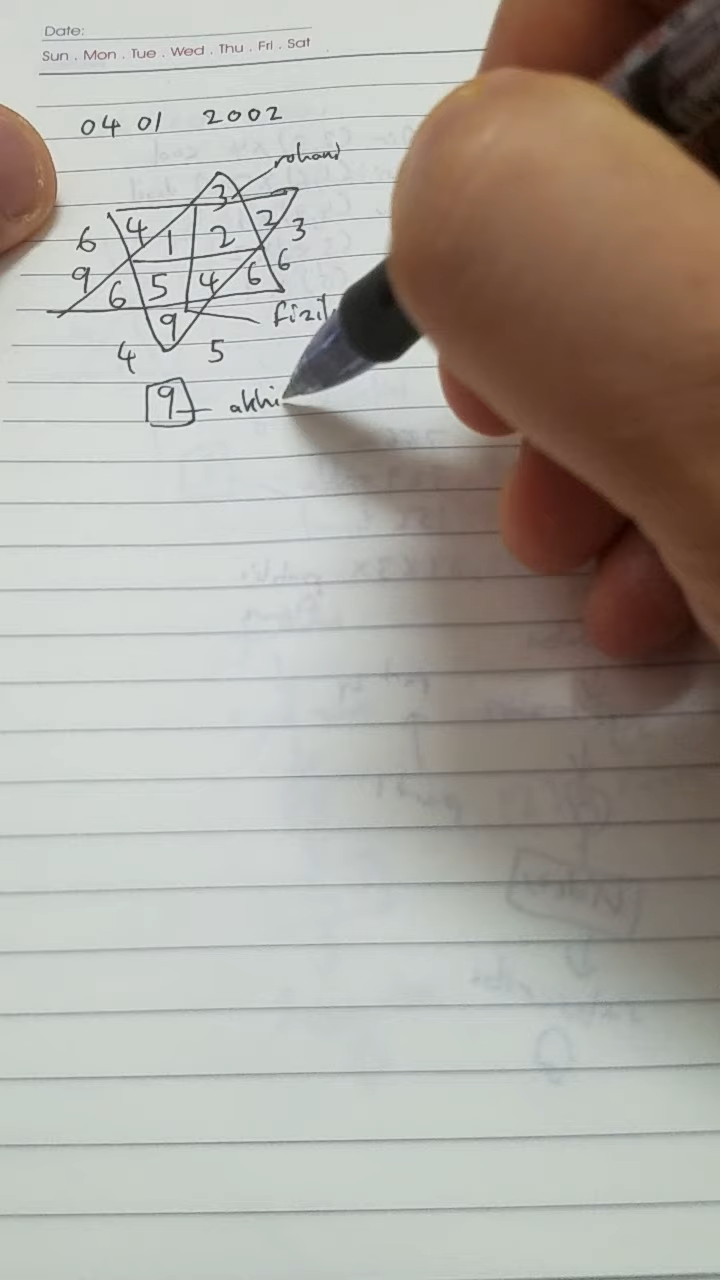 Date:
Sun . Mon . Tue . Wed . Thu . Fri . Sat
04 01 2002
rohani
3
6 4 1 2 2 3
9 6 5 4 6 6
9 fizi
4 5
9 akhi